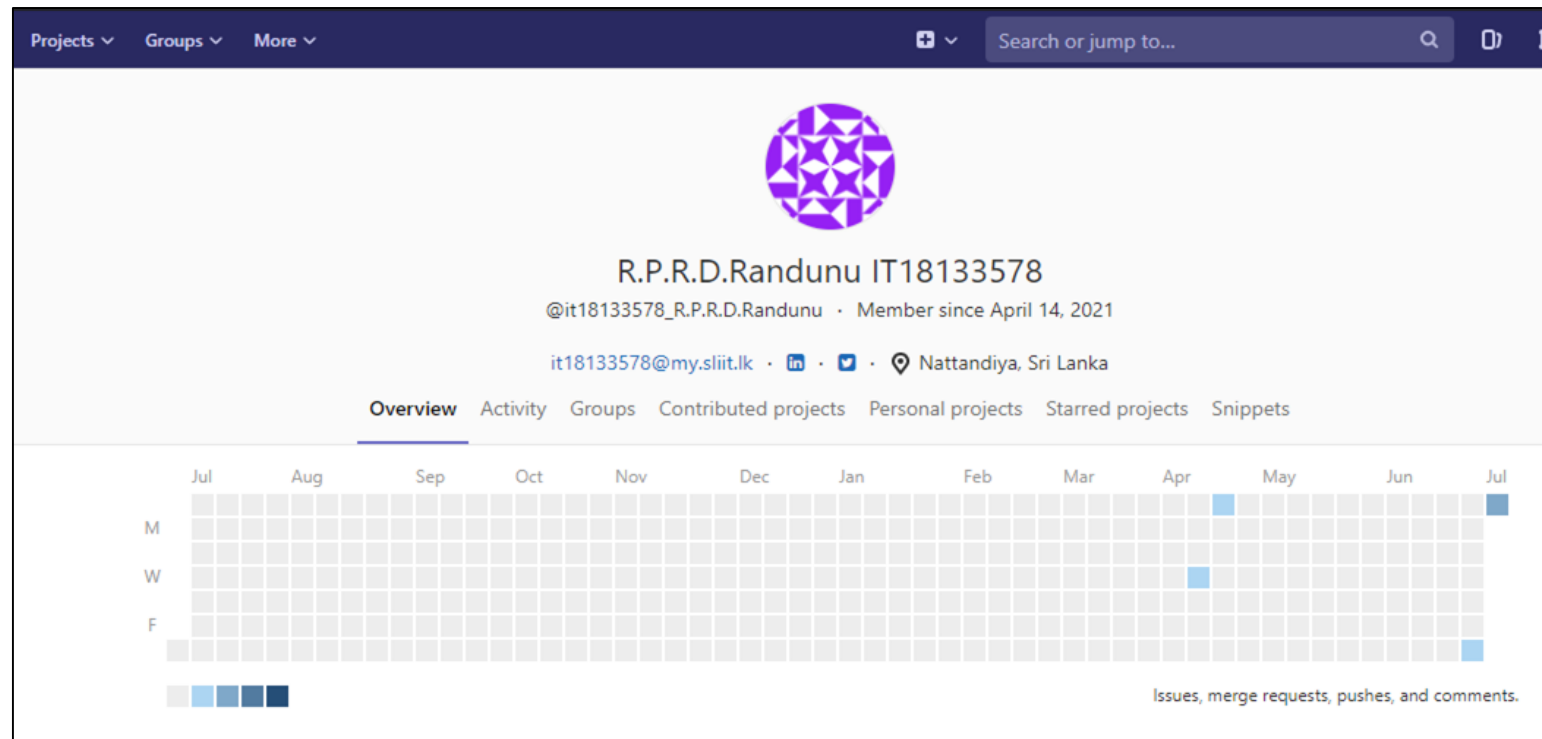 Projects Groups More Search or jump to...
R.P.R.D.Randunu IT18133578
@it18133578_R.P.R.D.Randunu · Member since April 14, 2021
it18133578@my.sliit.lk · in · · Nattandiya, Sri Lanka
Overview Activity Groups Contributed projects Personal projects Starred projects Snippets
Jul Aug Sep Oct Nov Dec Jan Feb Mar Apr May Jun Jul
M
W
F
Issues, merge requests, pushes, and comments.